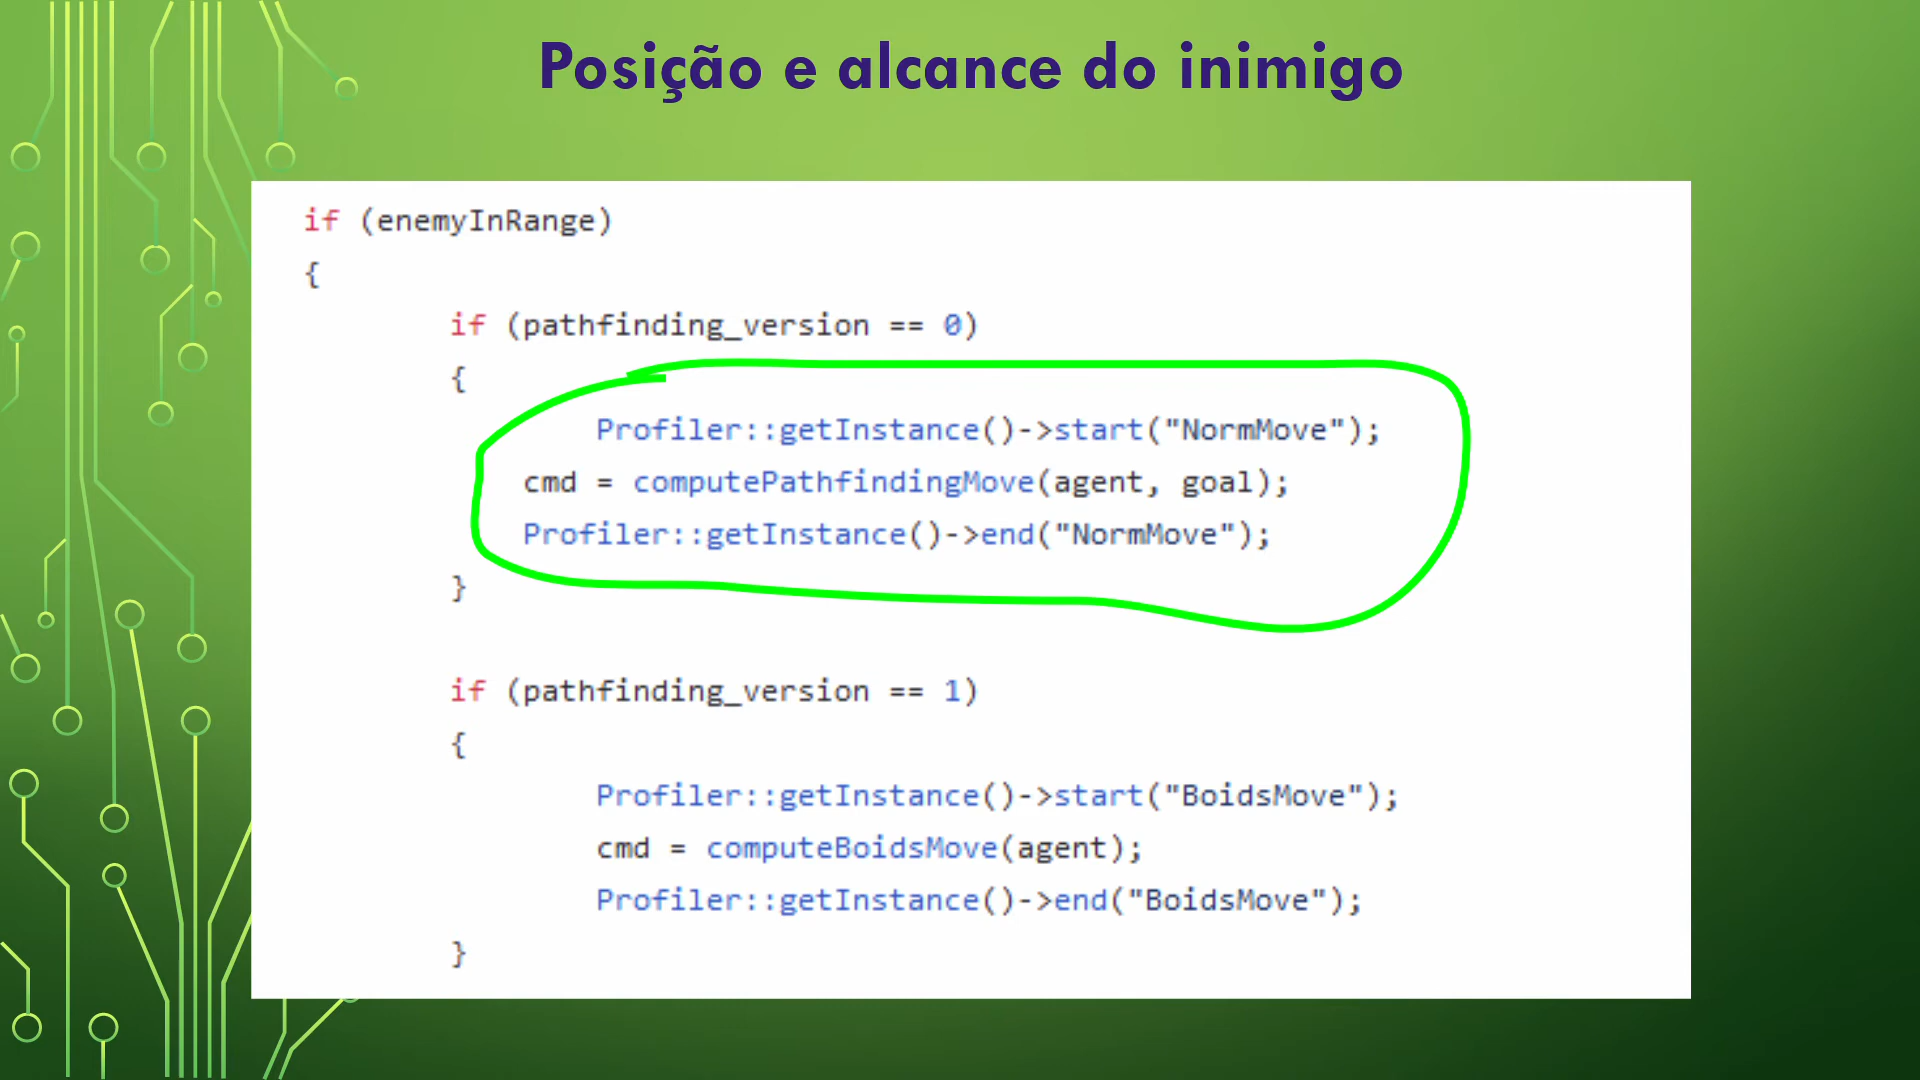 Posição e alcance do inimigo
if (enemyInRange)
{
if (pathfinding_version == 0)
{
Profiler::getInstance()->start("NormMove");
cmd = computePathfindingMove(agent, goal);
Profiler::getInstance()->end("NormMove");
}
if (pathfinding_version == 1)
{
Profiler::getInstance()->start("BoidsMove");
cmd = computeBoidsMove(agent);
Profiler::getInstance()->end("BoidsMove");
}